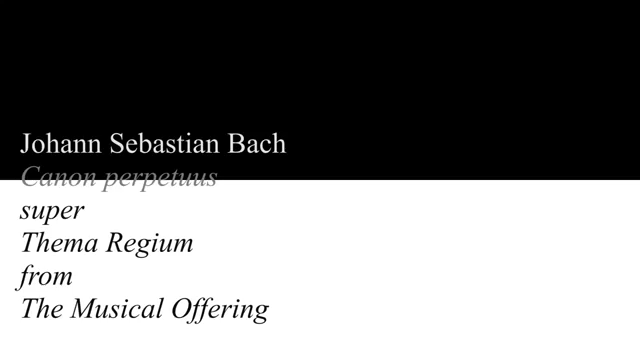 Johann Sebastian Bach
Canon perpetuus
super
Thema Regium
from
The Musical Offering